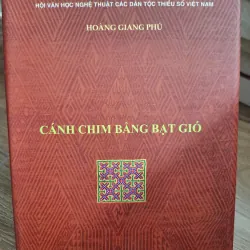 HỘI VĂN HỌC NGHỆ THUẬT CÁC DÂN TỘC THIỂU SỐ VIỆT NAM
HOÀNG GIANG PHÚ
CÁNH CHIM BẰNG BẠT GIÓ